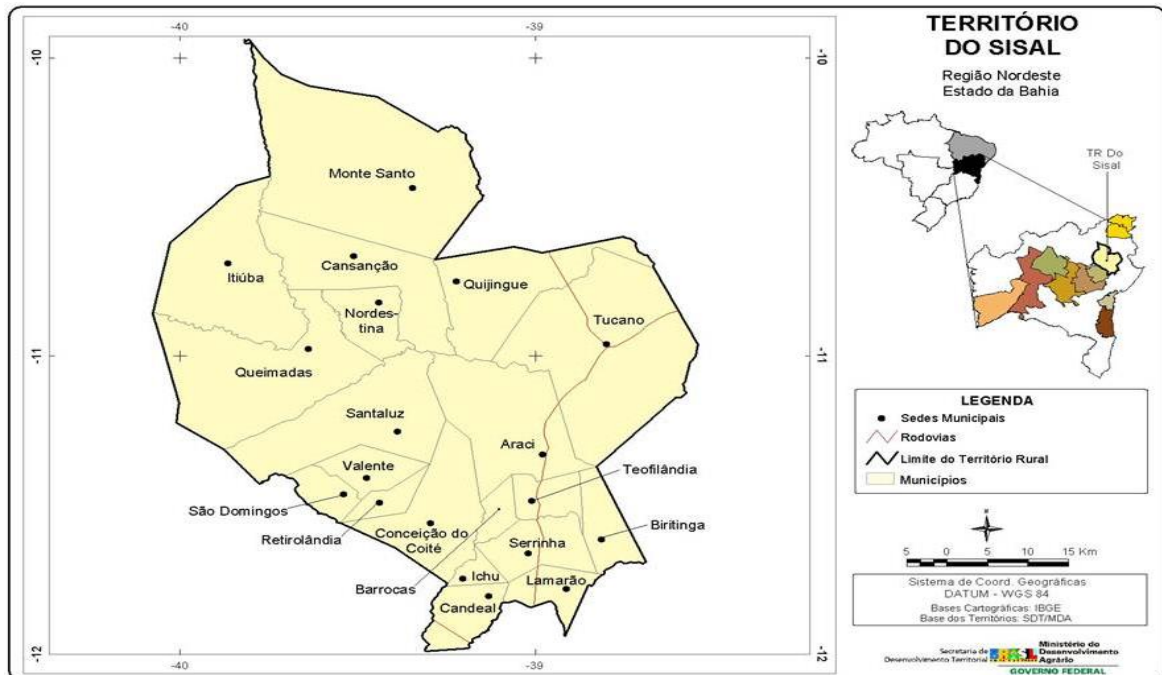 -40
-39
-10
-10
Monte Santo
Itiúba
Cansanção
Quijingue
Nordes-
tina
Tucano
-11
-11
Queimadas
Santaluz
Araci
Valente
Teofilândia
São Domingos
Retirolândia
Conceição do
Coité
Biritinga
Serrinha
Barrocas
Ichu
Lamarão
Candeal
-12
-12
-40
-39
TERRITÓRIO
DO SISAL
Região Nordeste
Estado da Bahia
TR Do
Sisal
LEGENDA
Sedes Municipais
Rodovias
Limite do Território Rural
Municípios
N
5 0 5 10 15 Km
Sistema de Coord. Geográficas
DATUM - WGS 84
Bases Cartográficas: IBGE
Base dos Territórios: SDT/MDA
Secretaria de
Desenvolvimento Territorial
BRASIL
Ministério do
Desenvolvimento
Agrário
GOVERNO FEDERAL